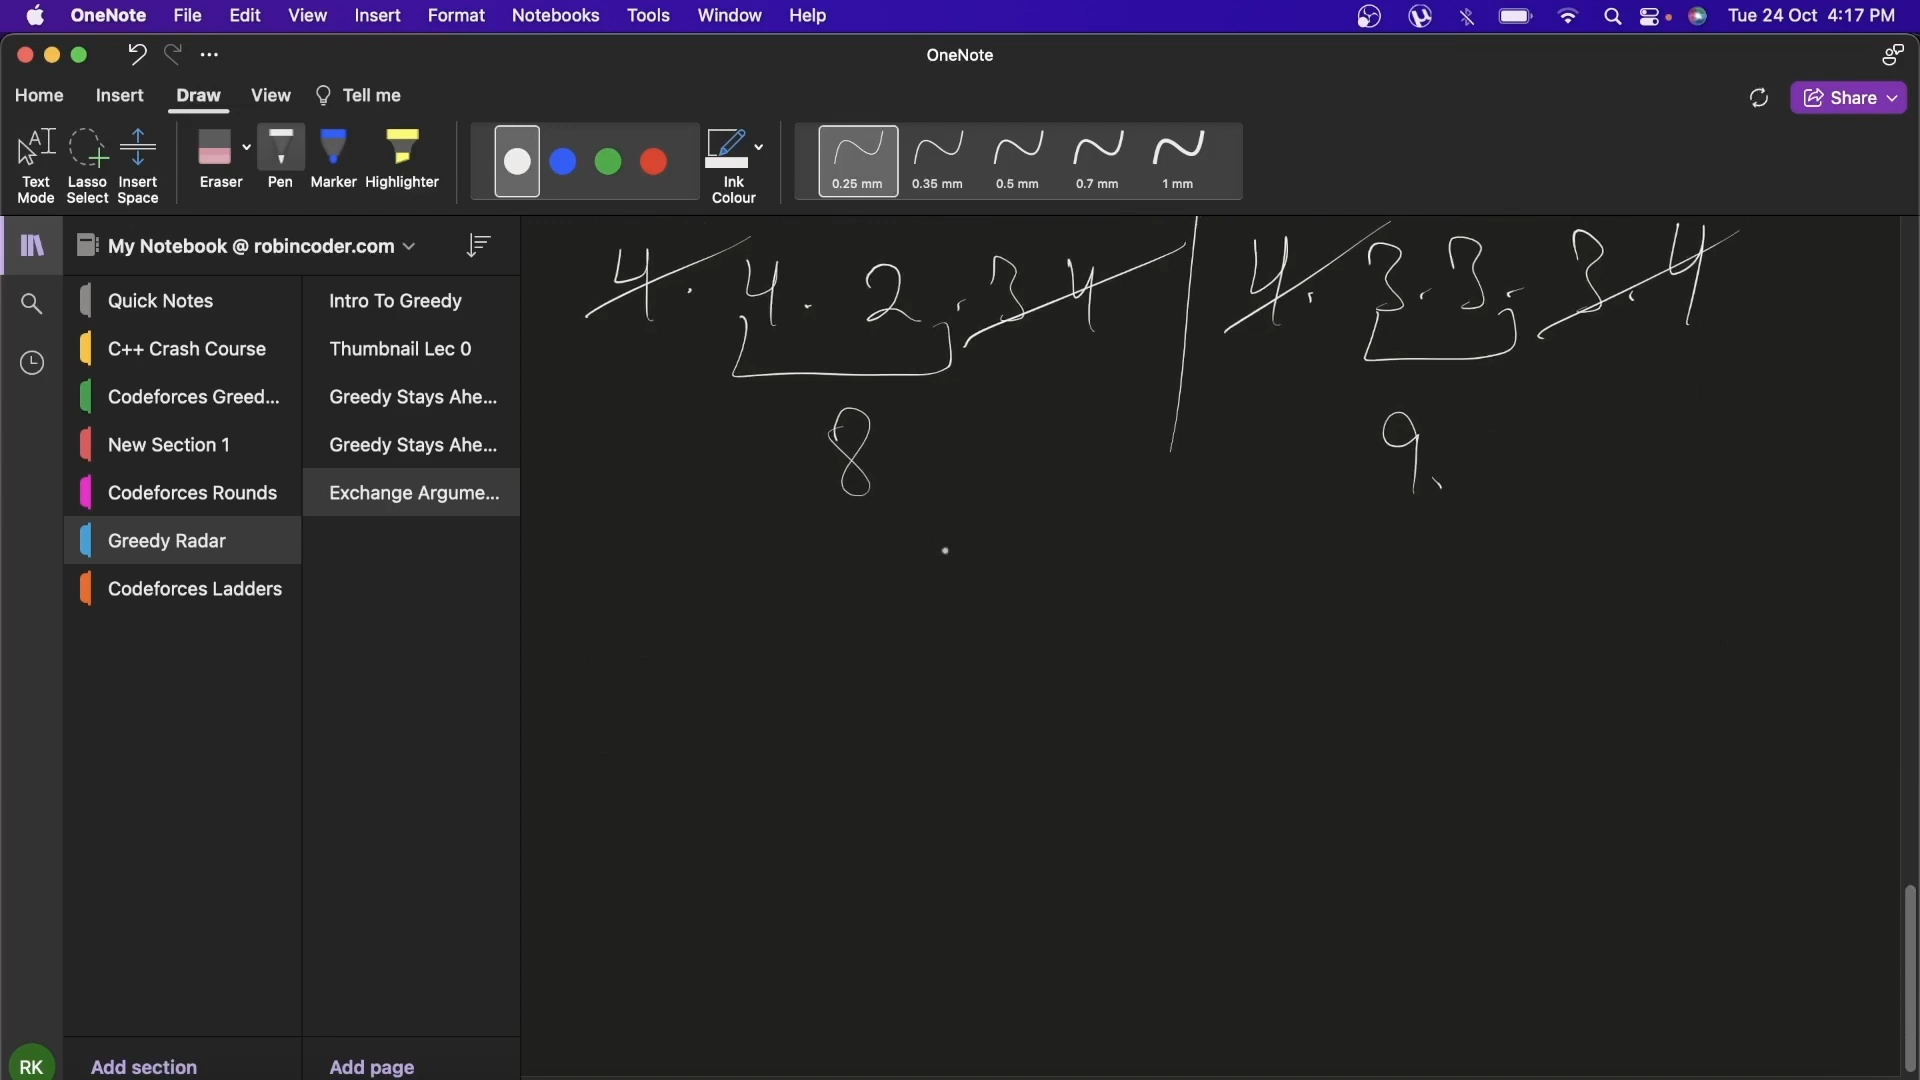 OneNote File Edit View Insert Format Notebooks Tools Window Help Tue 24 Oct 4:17 PM
OneNote
Home Insert Draw View Tell me Share
Text Mode Lasso Select Insert Space Eraser Pen Marker Highlighter Ink Colour 0.25 mm 0.35 mm 0.5 mm 0.7 mm 1 mm
My Notebook @ robincoder.com
Quick Notes
C++ Crash Course
Codeforces Greed...
New Section 1
Codeforces Rounds
Greedy Radar
Codeforces Ladders
Add section
Intro To Greedy
Thumbnail Lec 0
Greedy Stays Ahe...
Greedy Stays Ahe...
Exchange Argume...
Add page
RK
4 . 4 . 2 . 3 4
8
4 . 3 . 3 . 3 . 4
9.